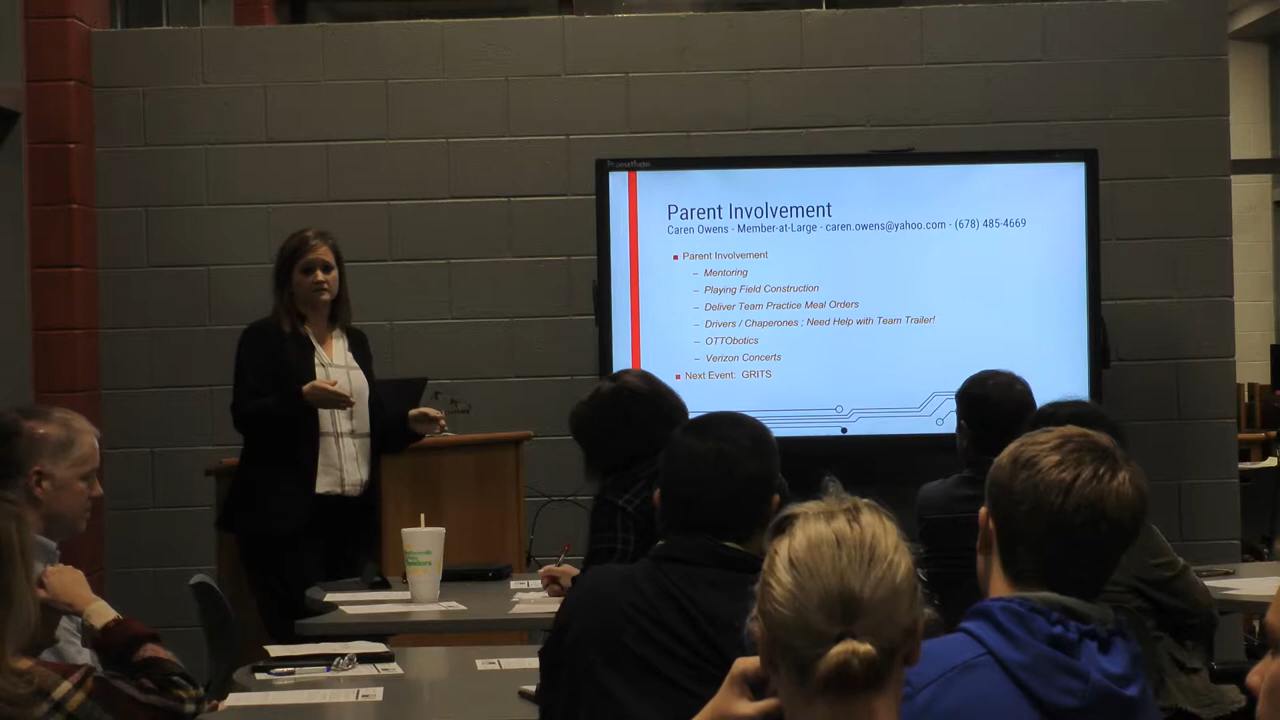 Promethean
Parent Involvement
Caren Owens - Member-at-Large - caren.owens@yahoo.com - (678) 485-4669
■ Parent Involvement
– Mentoring
– Playing Field Construction
– Deliver Team Practice Meal Orders
– Drivers / Chaperones ; Need Help with Team Trailer!
– OTTObotics
– Verizon Concerts
■ Next Event: GRITS